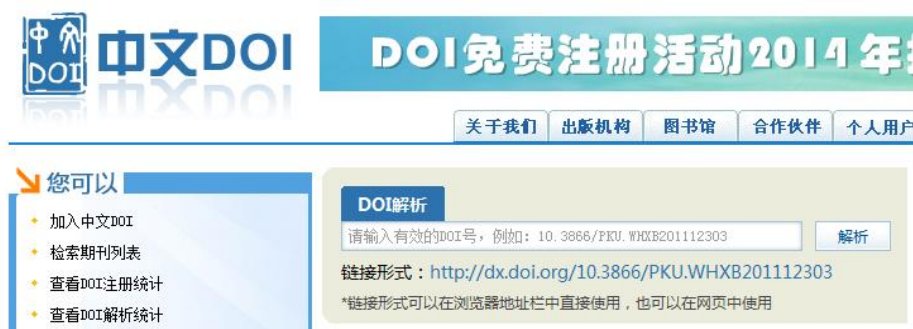 中文
DOI
中文DOI
DOI免费注册活动2014年
关于我们 出版机构 图书馆 合作伙伴 个人用户
您可以
加入中文DOI
检索期刊列表
查看DOI注册统计
查看DOI解析统计
DOI解析
请输入有效的DOI号，例如：10.3866/PKU.WHXB201112303 解析
链接形式：http://dx.doi.org/10.3866/PKU.WHXB201112303
*链接形式可以在浏览器地址栏中直接使用，也可以在网页中使用